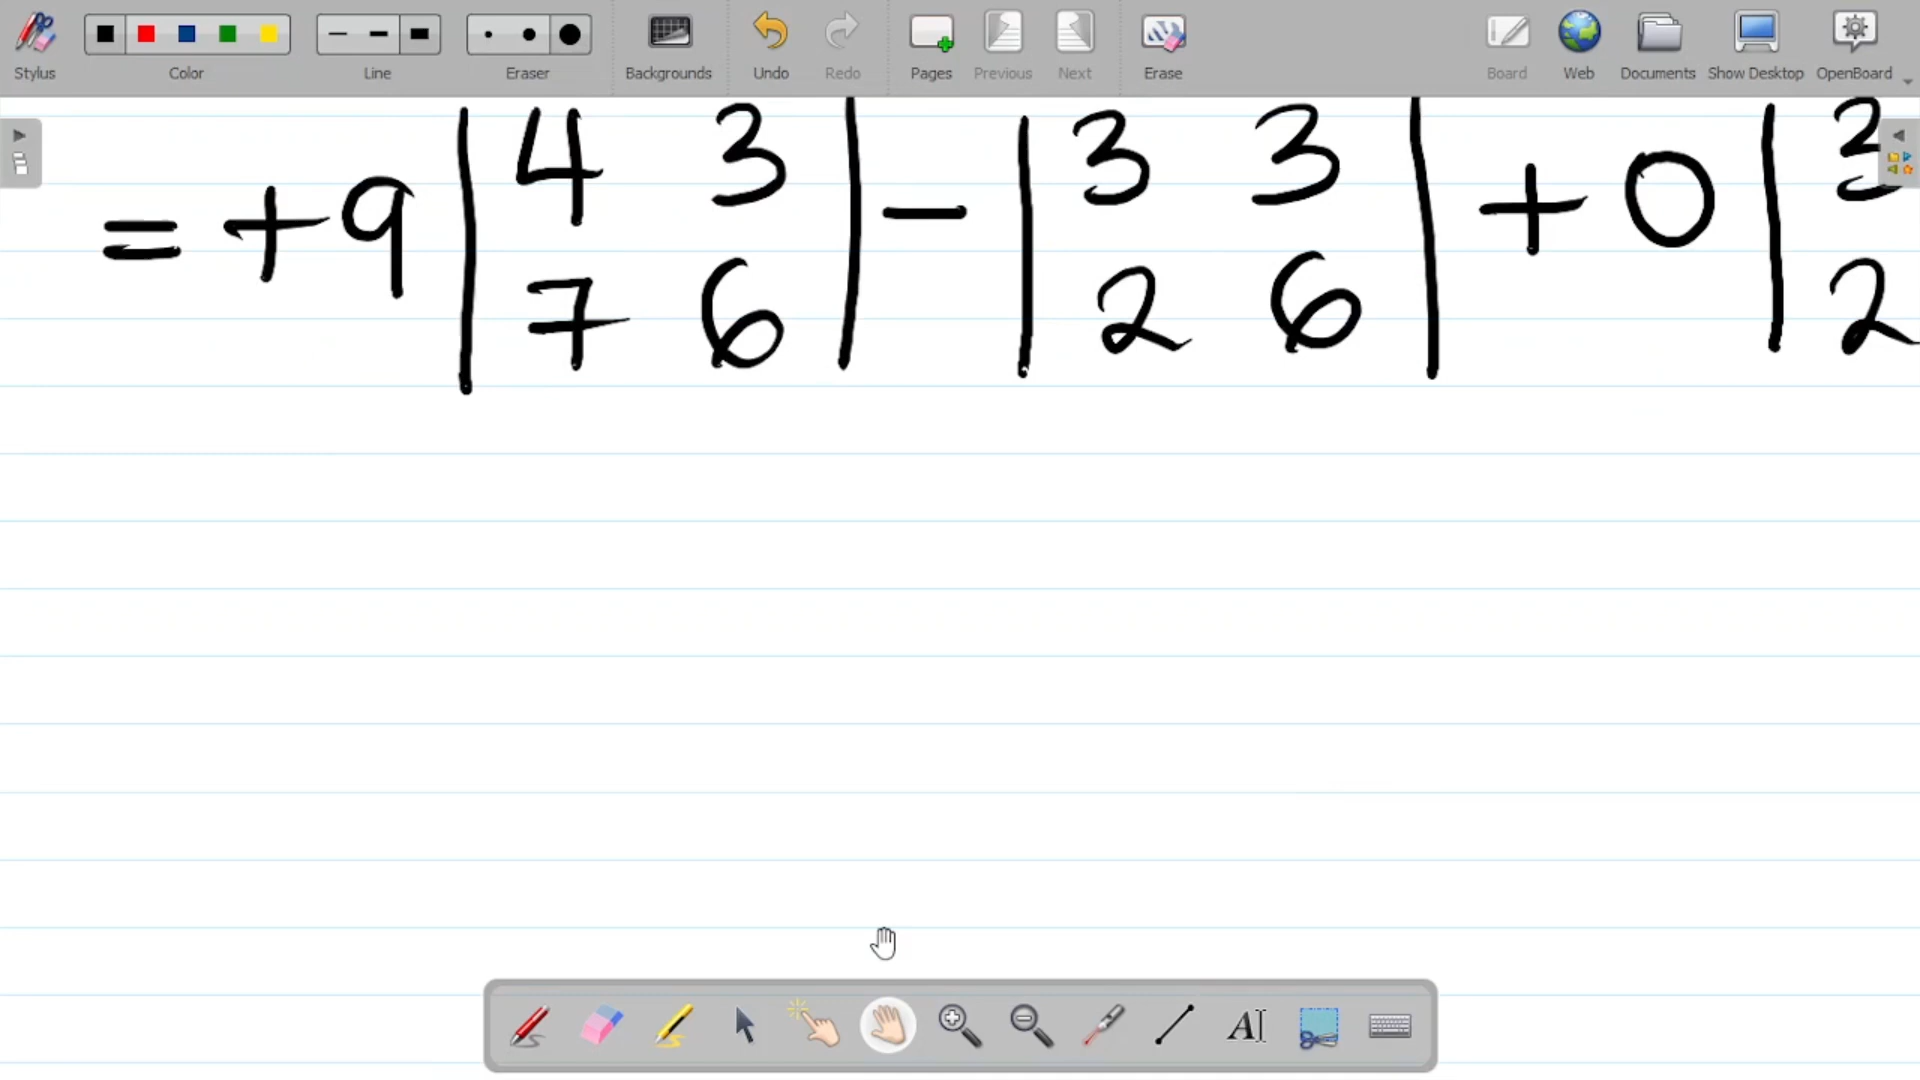 Stylus Color Line Eraser Backgrounds Undo Redo Pages Previous Next Erase Board Web Documents Show Desktop OpenBoard
= +9 | 4 3 | - | 3 3 | + 0 |
7 6 2 6 2
AI